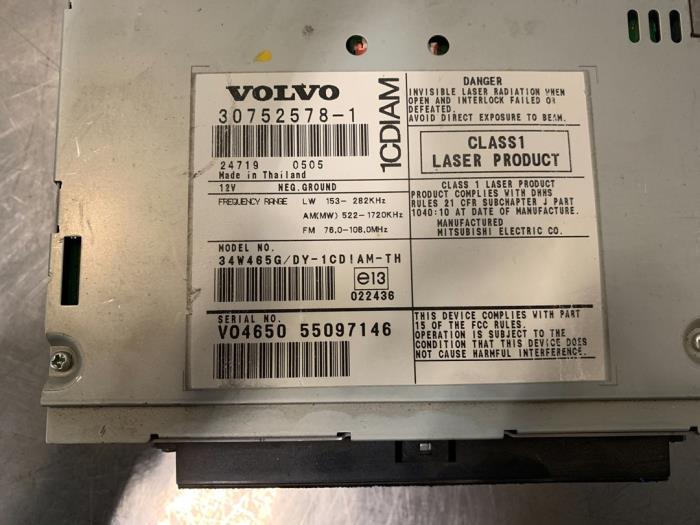 VOLVO
30752578-1
1CDIAM
24719 0505
Made in Thailand
12V NEG.GROUND
FREQUENCY RANGE LW 153- 282KHz
AM(MW) 522-1720KHz
FM 76.0-108.0MHz
MODEL NO.
34W465G/DY-1CD!AM-TH
e13
022436
SERIAL NO.
V04650 55097146
DANGER
INVISIBLE LASER RADIATION WHEN
OPEN AND INTERLOCK FAILED OR
DEFEATED.
AVOID DIRECT EXPOSURE TO BEAM.
CLASS1
LASER PRODUCT
CLASS 1 LASER PRODUCT
PRODUCT COMPLIES WITH DHHS
RULES 21 CFR SUBCHAPTER J PART
1040:10 AT DATE OF MANUFACTURE.
MANUFACTURED
MITSUBISHI ELECTRIC CO.
THIS DEVICE COMPLIES WITH PART
15 OF THE FCC RULES.
OPERATION IS SUBJECT TO THE
CONDITION THAT THIS DEVICE DOES
NOT CAUSE HARMFUL INTERFERENCE.